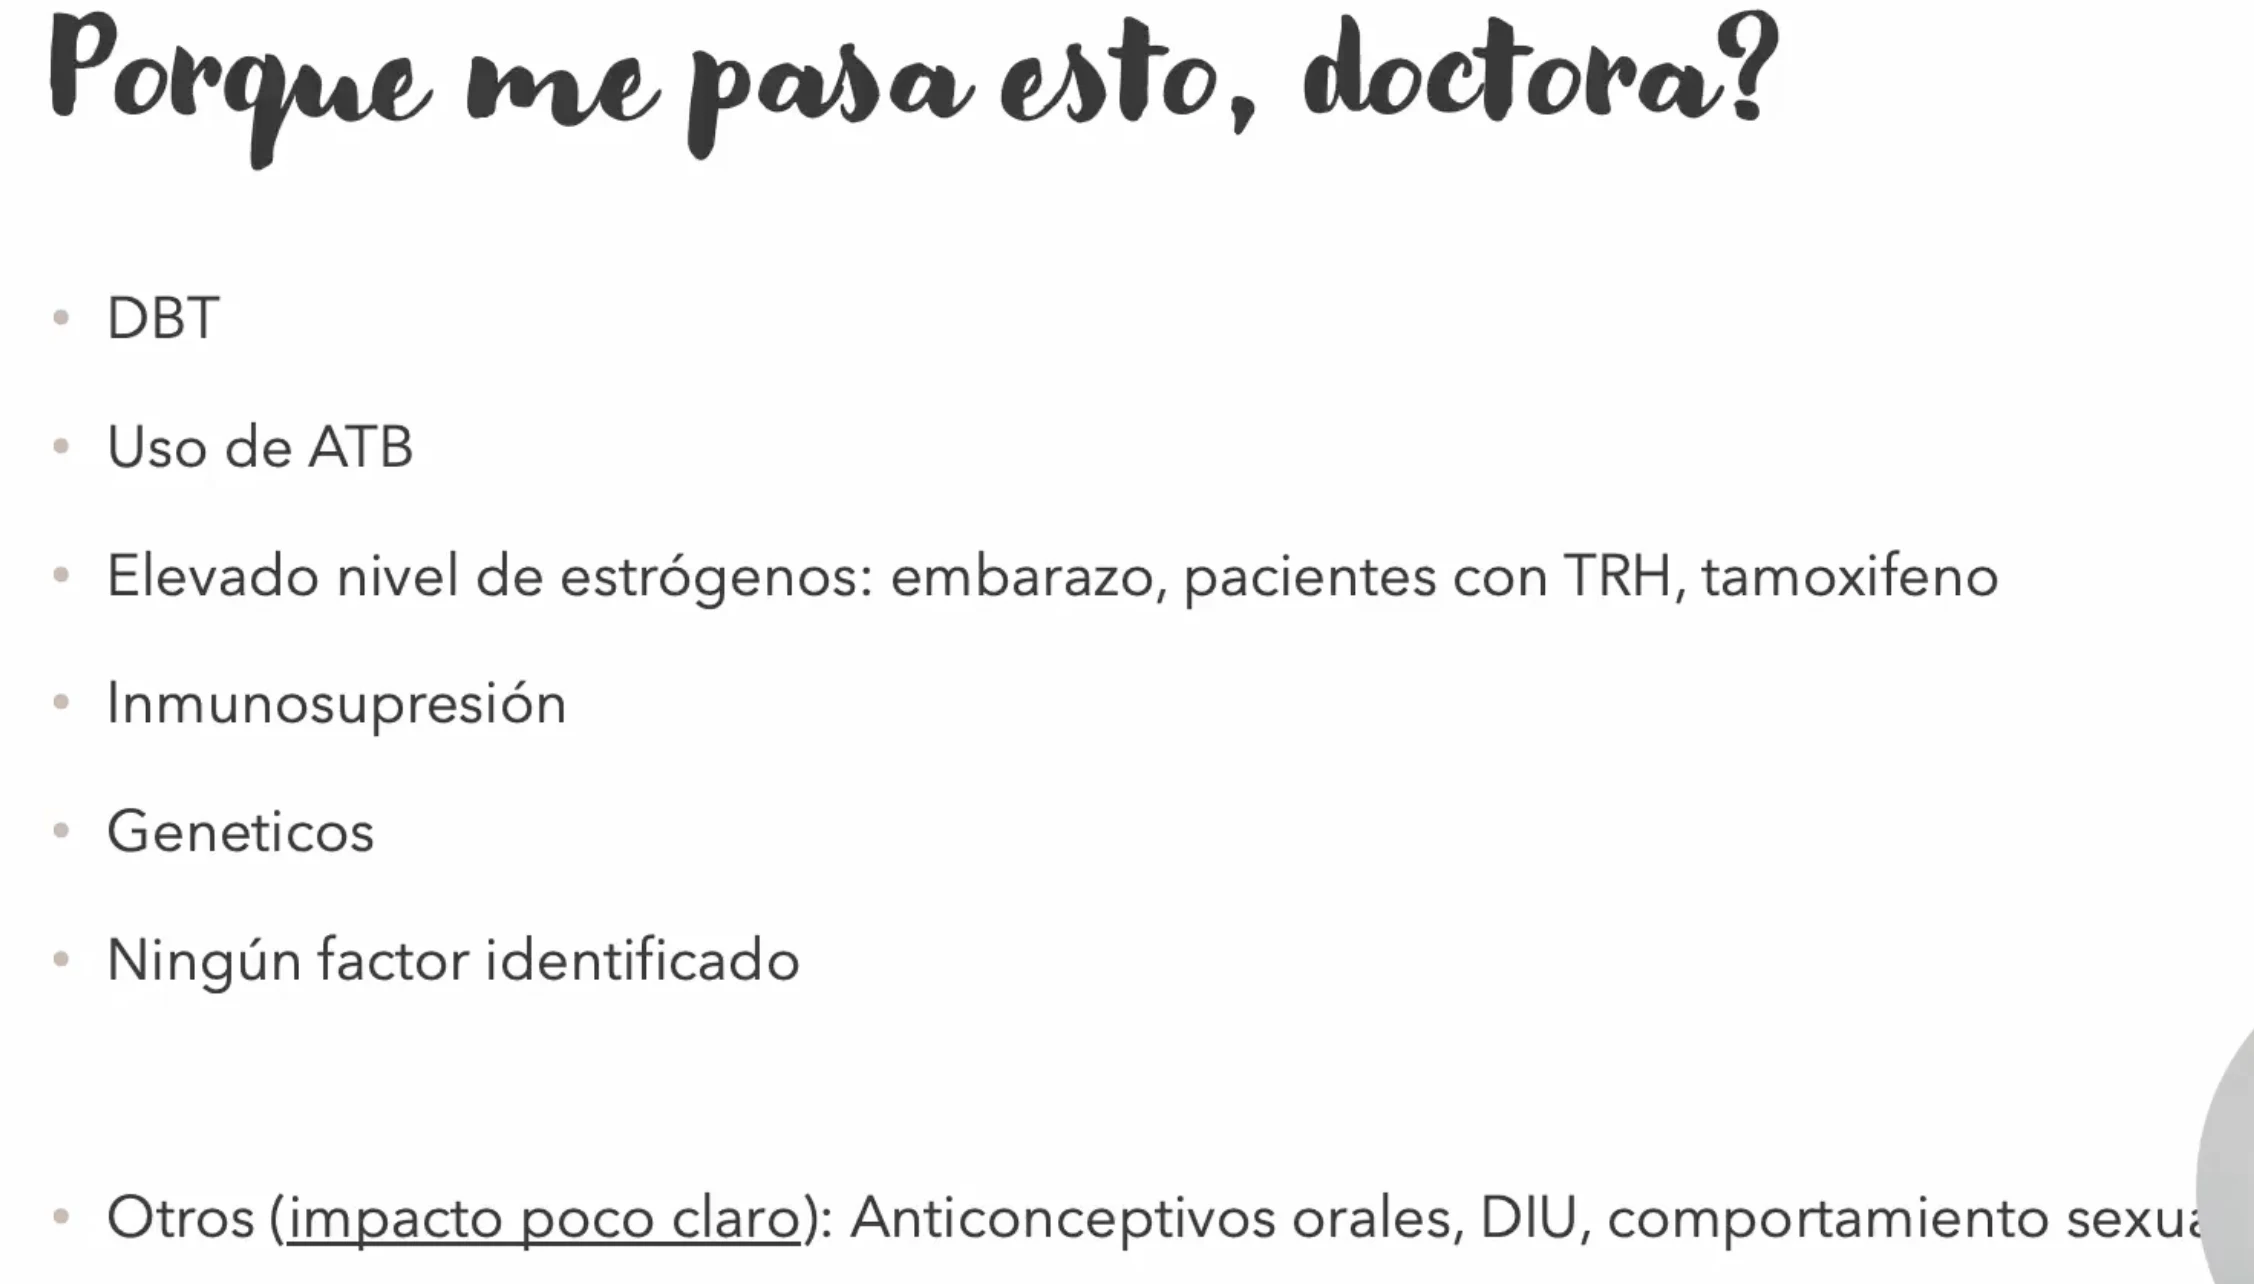 Porque me pasa esto, doctora?
• DBT
• Uso de ATB
• Elevado nivel de estrógenos: embarazo, pacientes con TRH, tamoxifeno
• Inmunosupresión
• Geneticos
• Ningún factor identificado
• Otros (impacto poco claro): Anticonceptivos orales, DIU, comportamiento